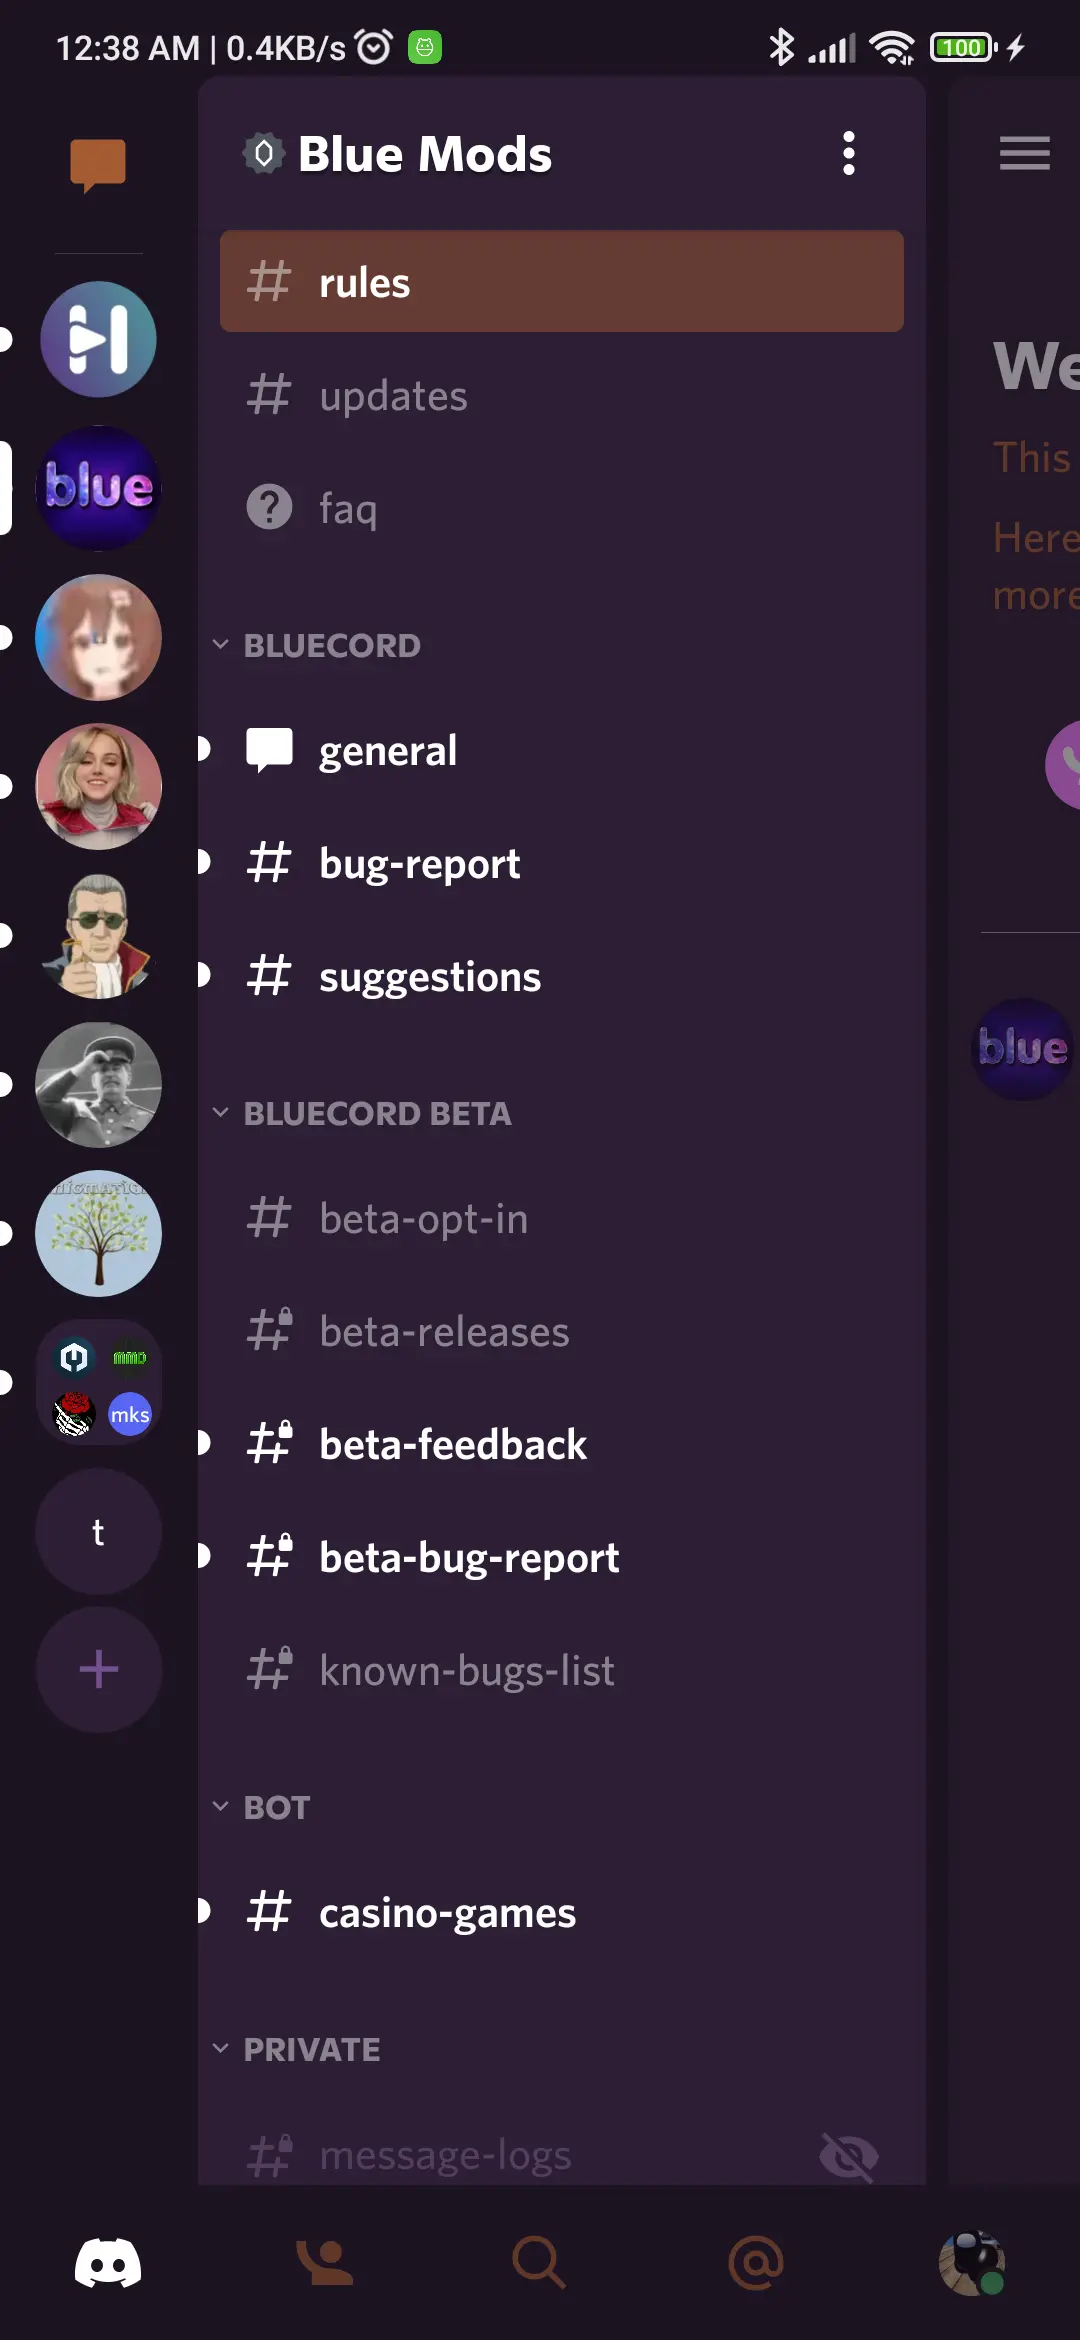 12:38 AM | 0.4KB/s
100
Blue Mods
rules
updates
faq
BLUECORD
general
bug-report
suggestions
BLUECORD BETA
beta-opt-in
beta-releases
beta-feedback
beta-bug-report
known-bugs-list
BOT
casino-games
PRIVATE
message-logs
blue
MMD
mks
t
We
This
Here
more
blue